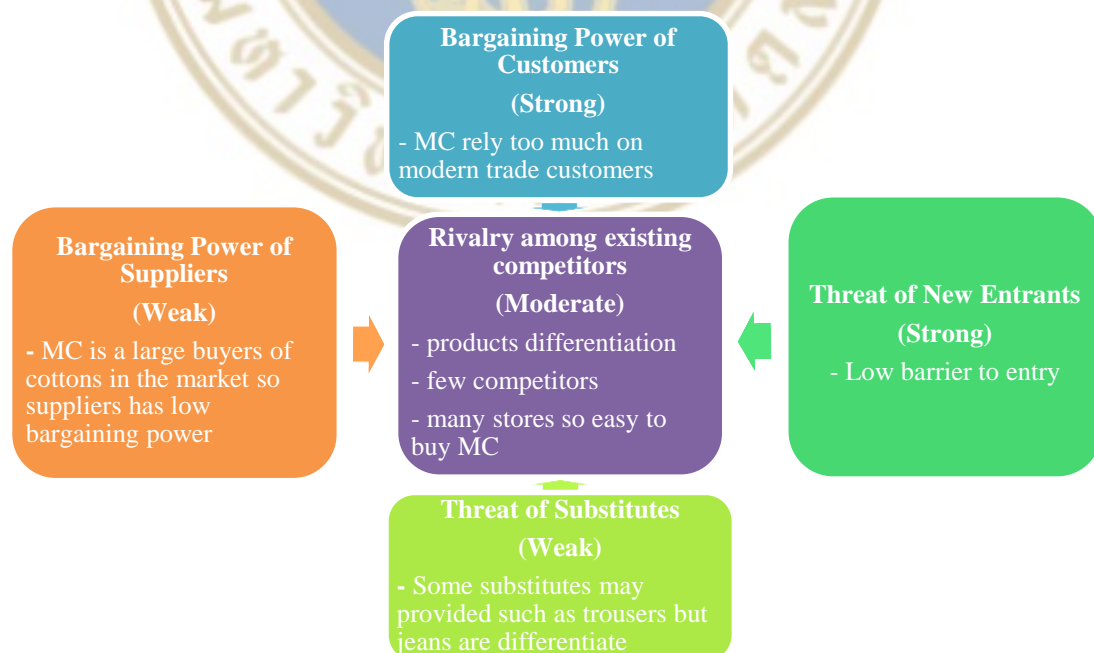 Bargaining Power of
Customers
(Strong)
- MC rely too much on
modern trade customers
Bargaining Power of
Suppliers
(Weak)
- MC is a large buyers of
cottons in the market so
suppliers has low
bargaining power
Rivalry among existing
competitors
(Moderate)
- products differentiation
- few competitors
- many stores so easy to
buy MC
Threat of New Entrants
(Strong)
- Low barrier to entry
Threat of Substitutes
(Weak)
- Some substitutes may
provided such as trousers but
jeans are differentiate